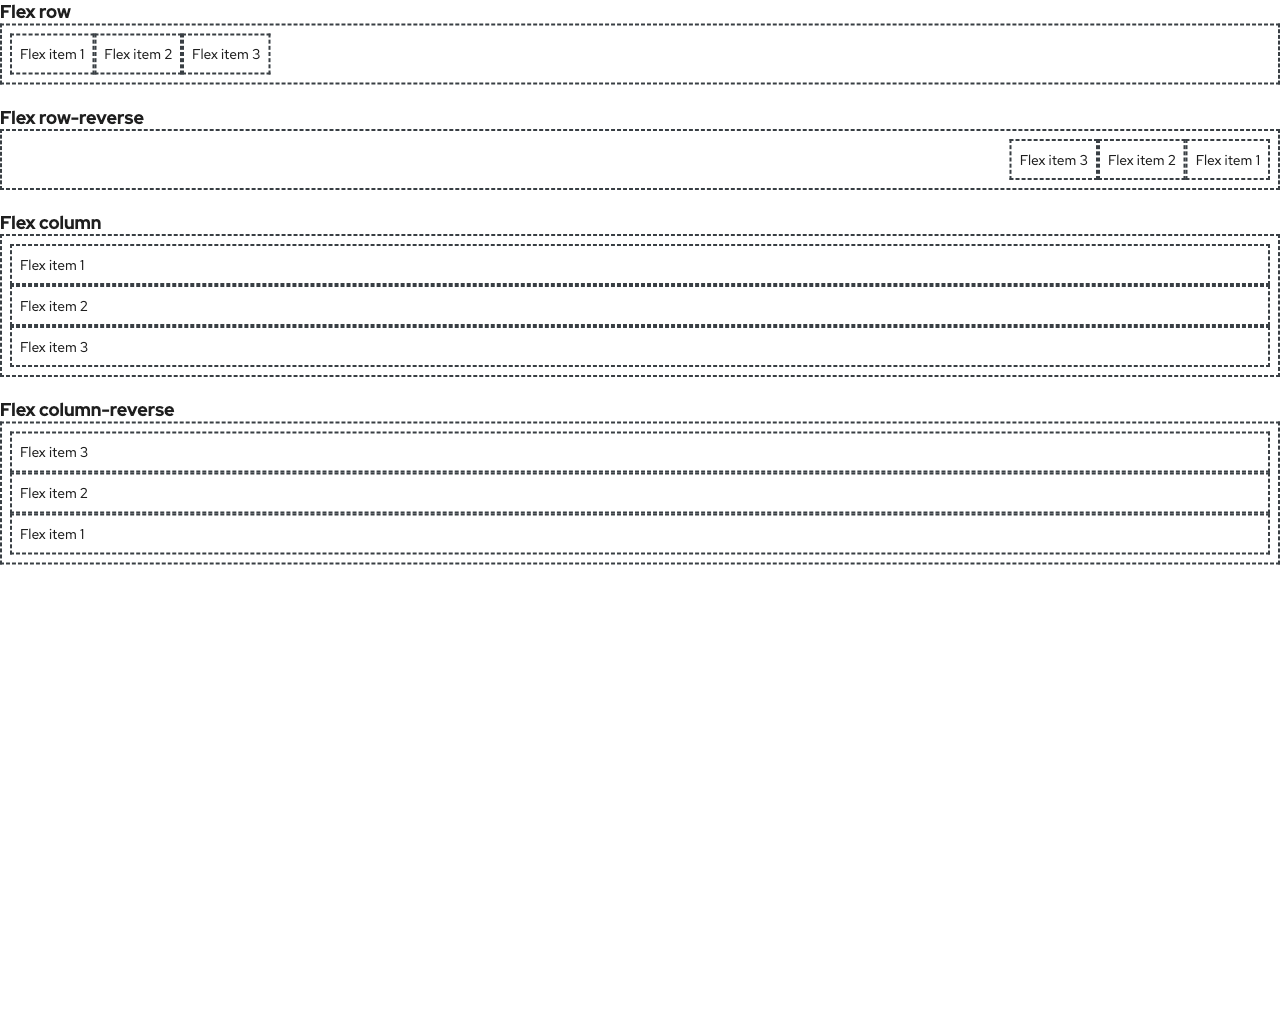 Flex row
Flex item 1 Flex item 2 Flex item 3
Flex row-reverse
Flex item 3 Flex item 2 Flex item 1
Flex column
Flex item 1
Flex item 2
Flex item 3
Flex column-reverse
Flex item 3
Flex item 2
Flex item 1